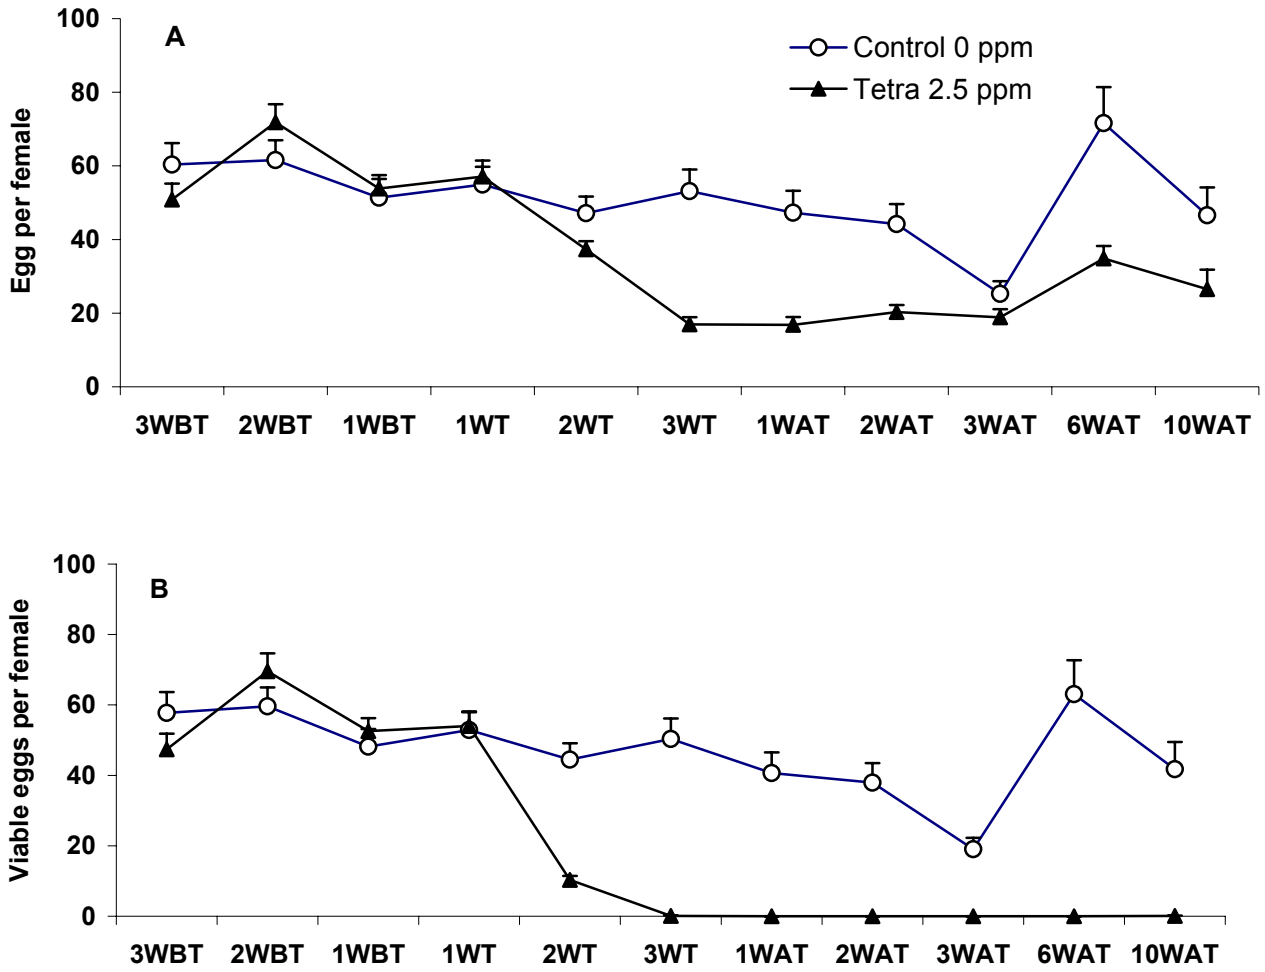 100
A
Control 0 ppm
Tetra 2.5 ppm
80
60
40
20
0
Egg per female
3WBT 2WBT 1WBT 1WT 2WT 3WT 1WAT 2WAT 3WAT 6WAT 10WAT
100
B
80
60
40
20
0
Viable eggs per female
3WBT 2WBT 1WBT 1WT 2WT 3WT 1WAT 2WAT 3WAT 6WAT 10WAT